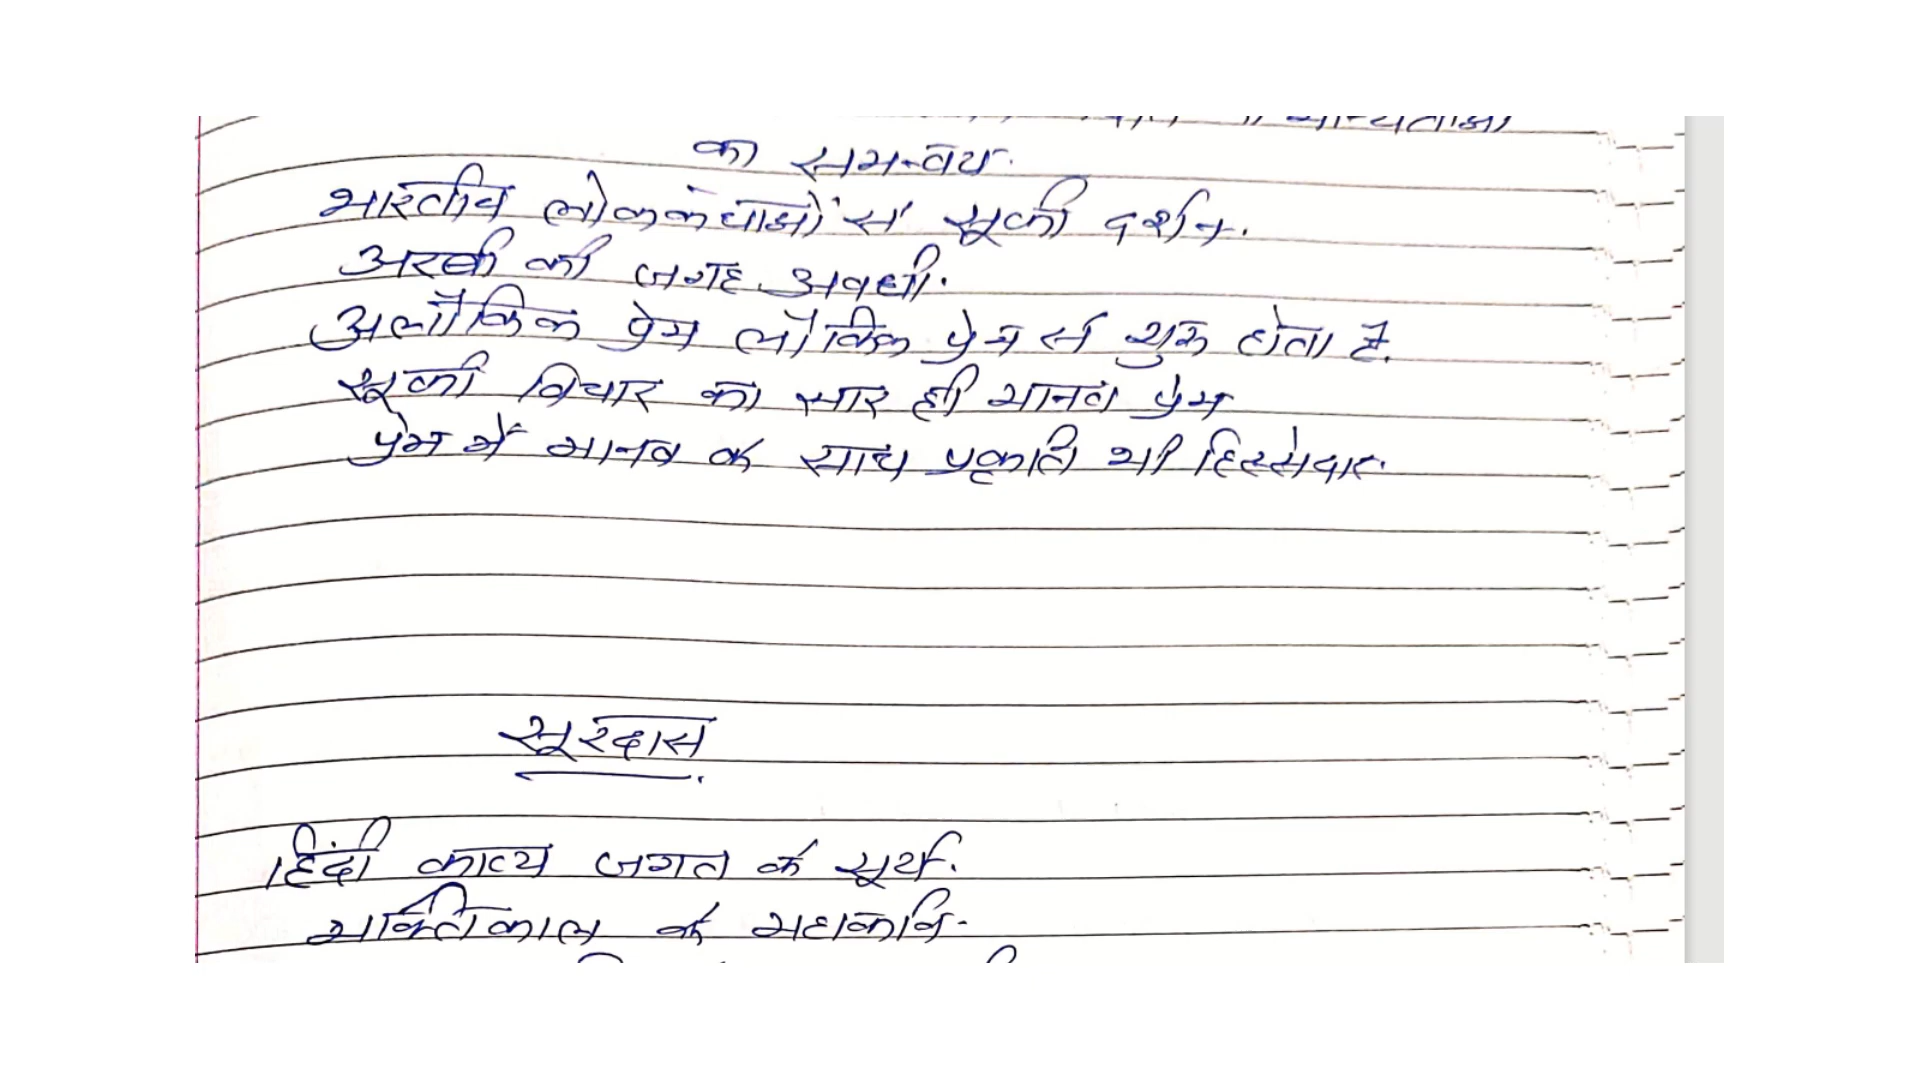 का समन्वय.
भारतीय लोककथाओं से सूफी दर्शन.
अरबी की जगह अवधी.
अलौकिक प्रेम लौकिक प्रेम से शुरू होता है.
सूफी विचार का सार ही मानव प्रेम
प्रेम में मानव के साथ प्रकृति भी हिस्सेदार.
सूरदास
हिंदी काव्य जगत के सूर्य.
भक्तिकाल के महाकवि-